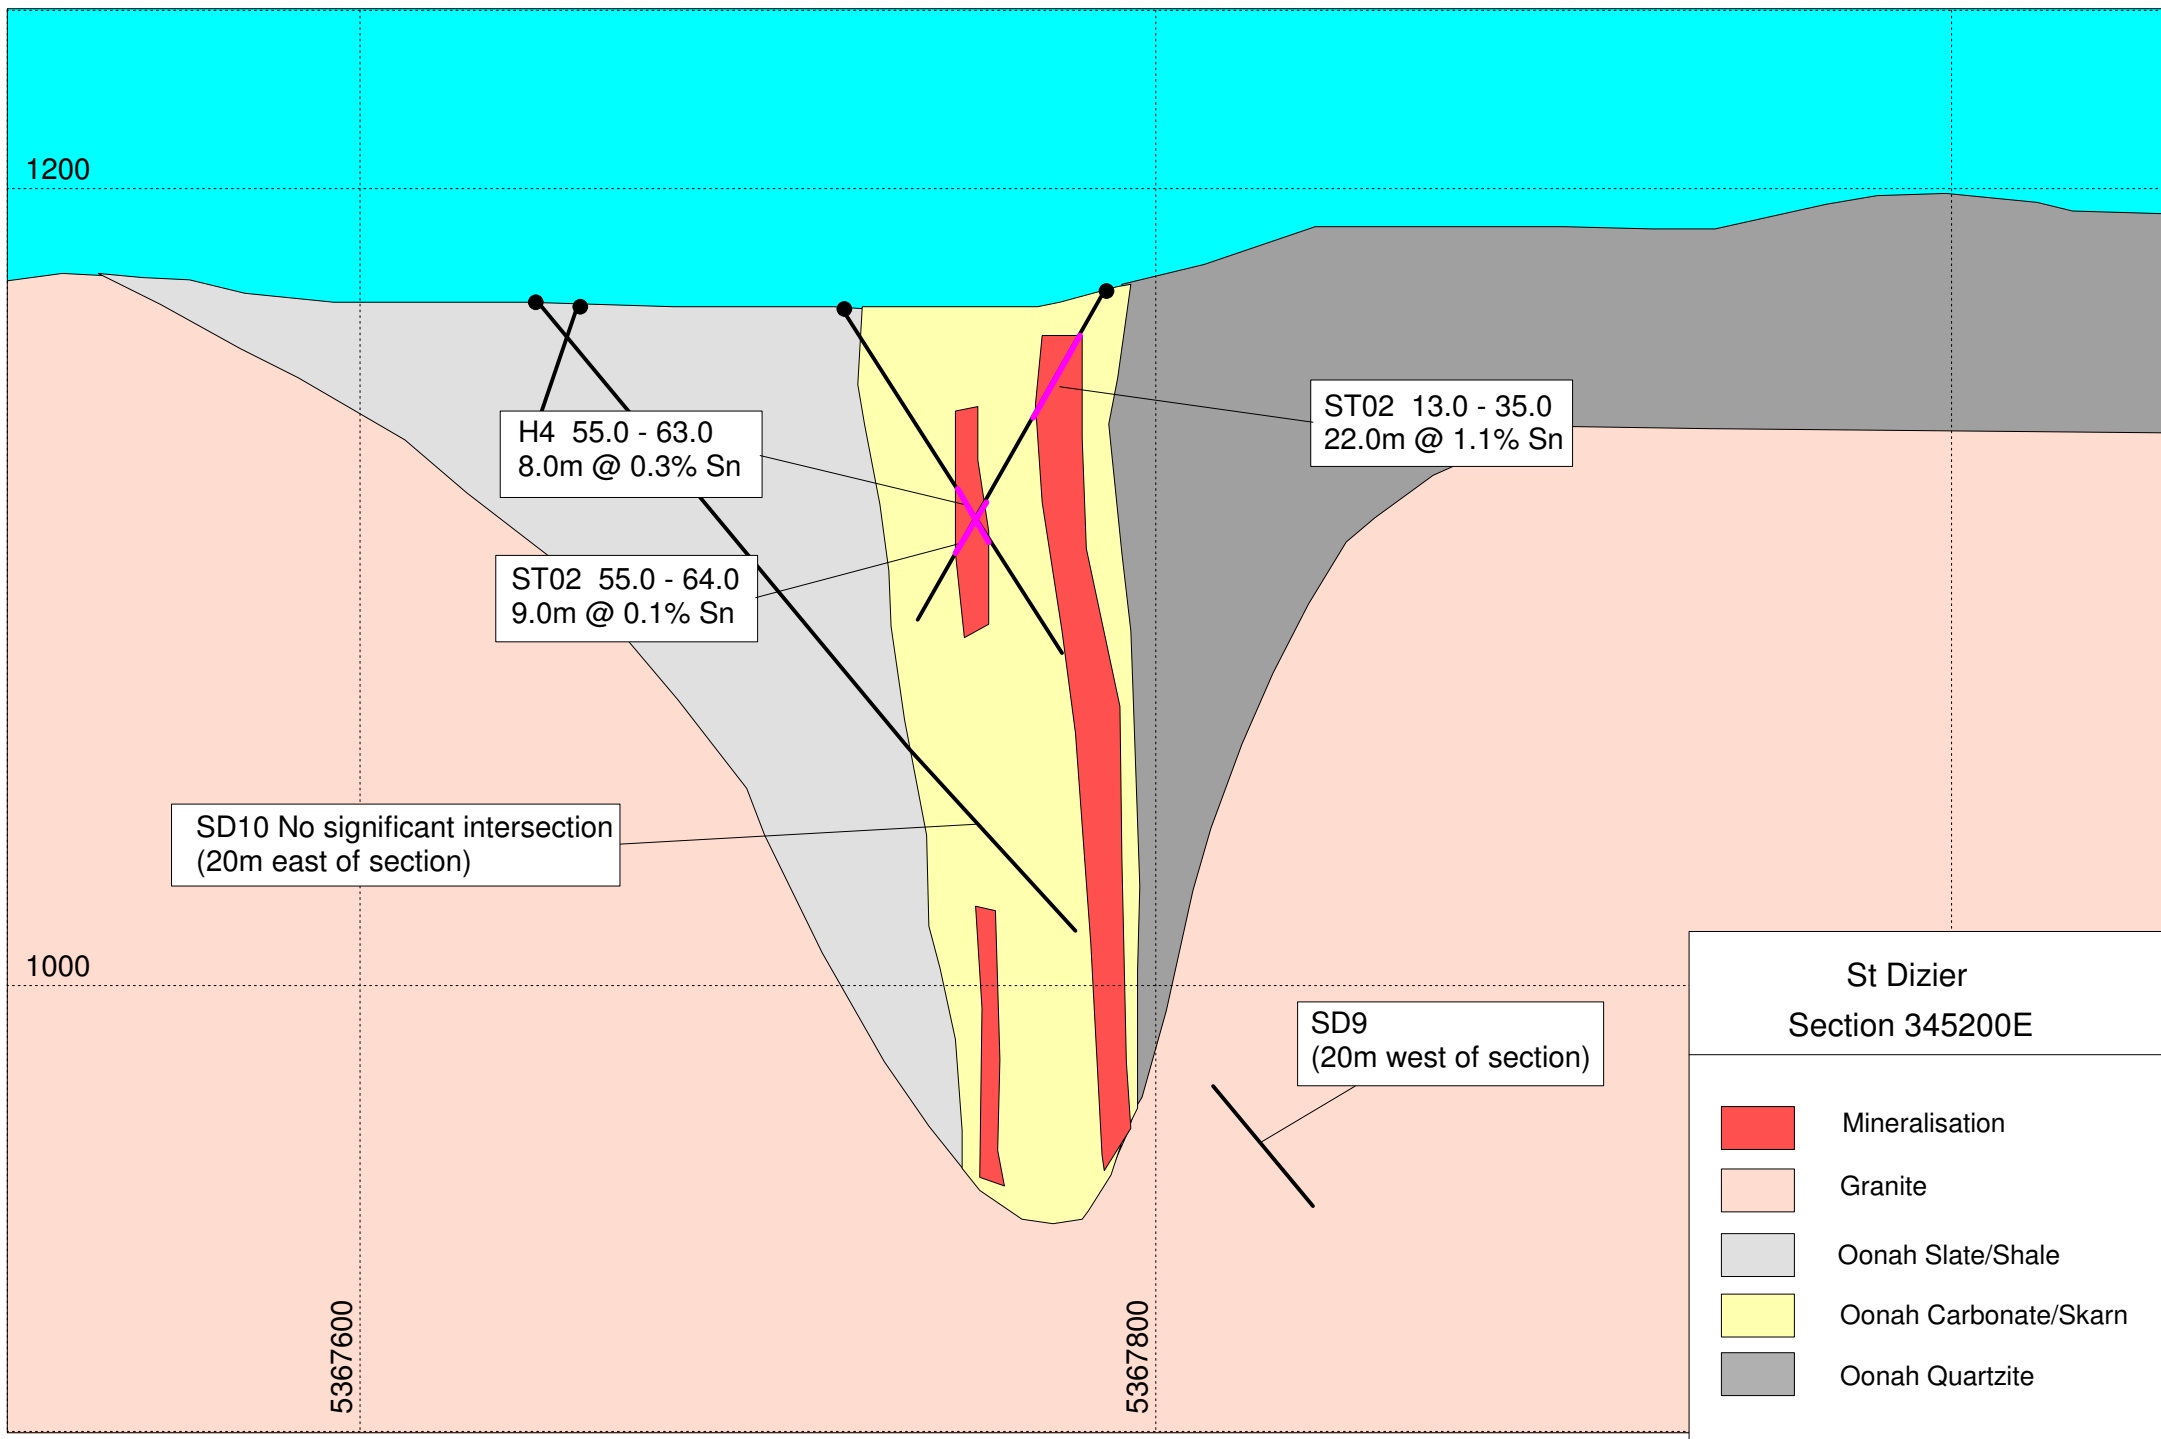 1200
ST02 13.0 - 35.0
22.0m @ 1.1% Sn
H4 55.0 - 63.0
8.0m @ 0.3% Sn
ST02 55.0 - 64.0
9.0m @ 0.1% Sn
SD10 No significant intersection
(20m east of section)
1000
SD9
(20m west of section)
5367600
5367800
St Dizier
Section 345200E
Mineralisation
Granite
Oonah Slate/Shale
Oonah Carbonate/Skarn
Oonah Quartzite